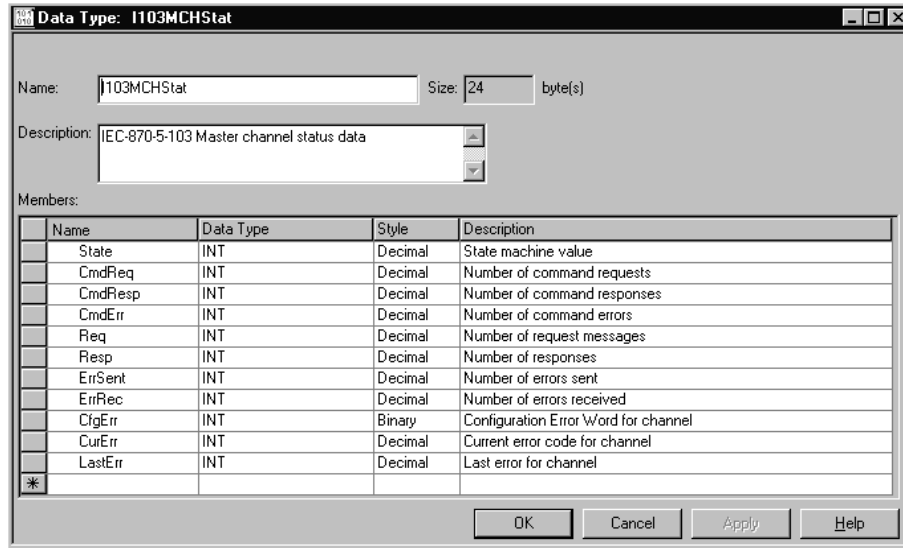 Data Type: I103MCHStat
Name: I103MCHStat Size: 24 byte(s)
Description: IEC-870-5-103 Master channel status data
Members:
Name Data Type Style Description
State INT Decimal State machine value
CmdReq INT Decimal Number of command requests
CmdResp INT Decimal Number of command responses
CmdErr INT Decimal Number of command errors
Req INT Decimal Number of request messages
Resp INT Decimal Number of responses
ErrSent INT Decimal Number of errors sent
ErrRec INT Decimal Number of errors received
CfgErr INT Binary Configuration Error Word for channel
CurErr INT Decimal Current error code for channel
LastErr INT Decimal Last error for channel
OK Cancel Apply Help